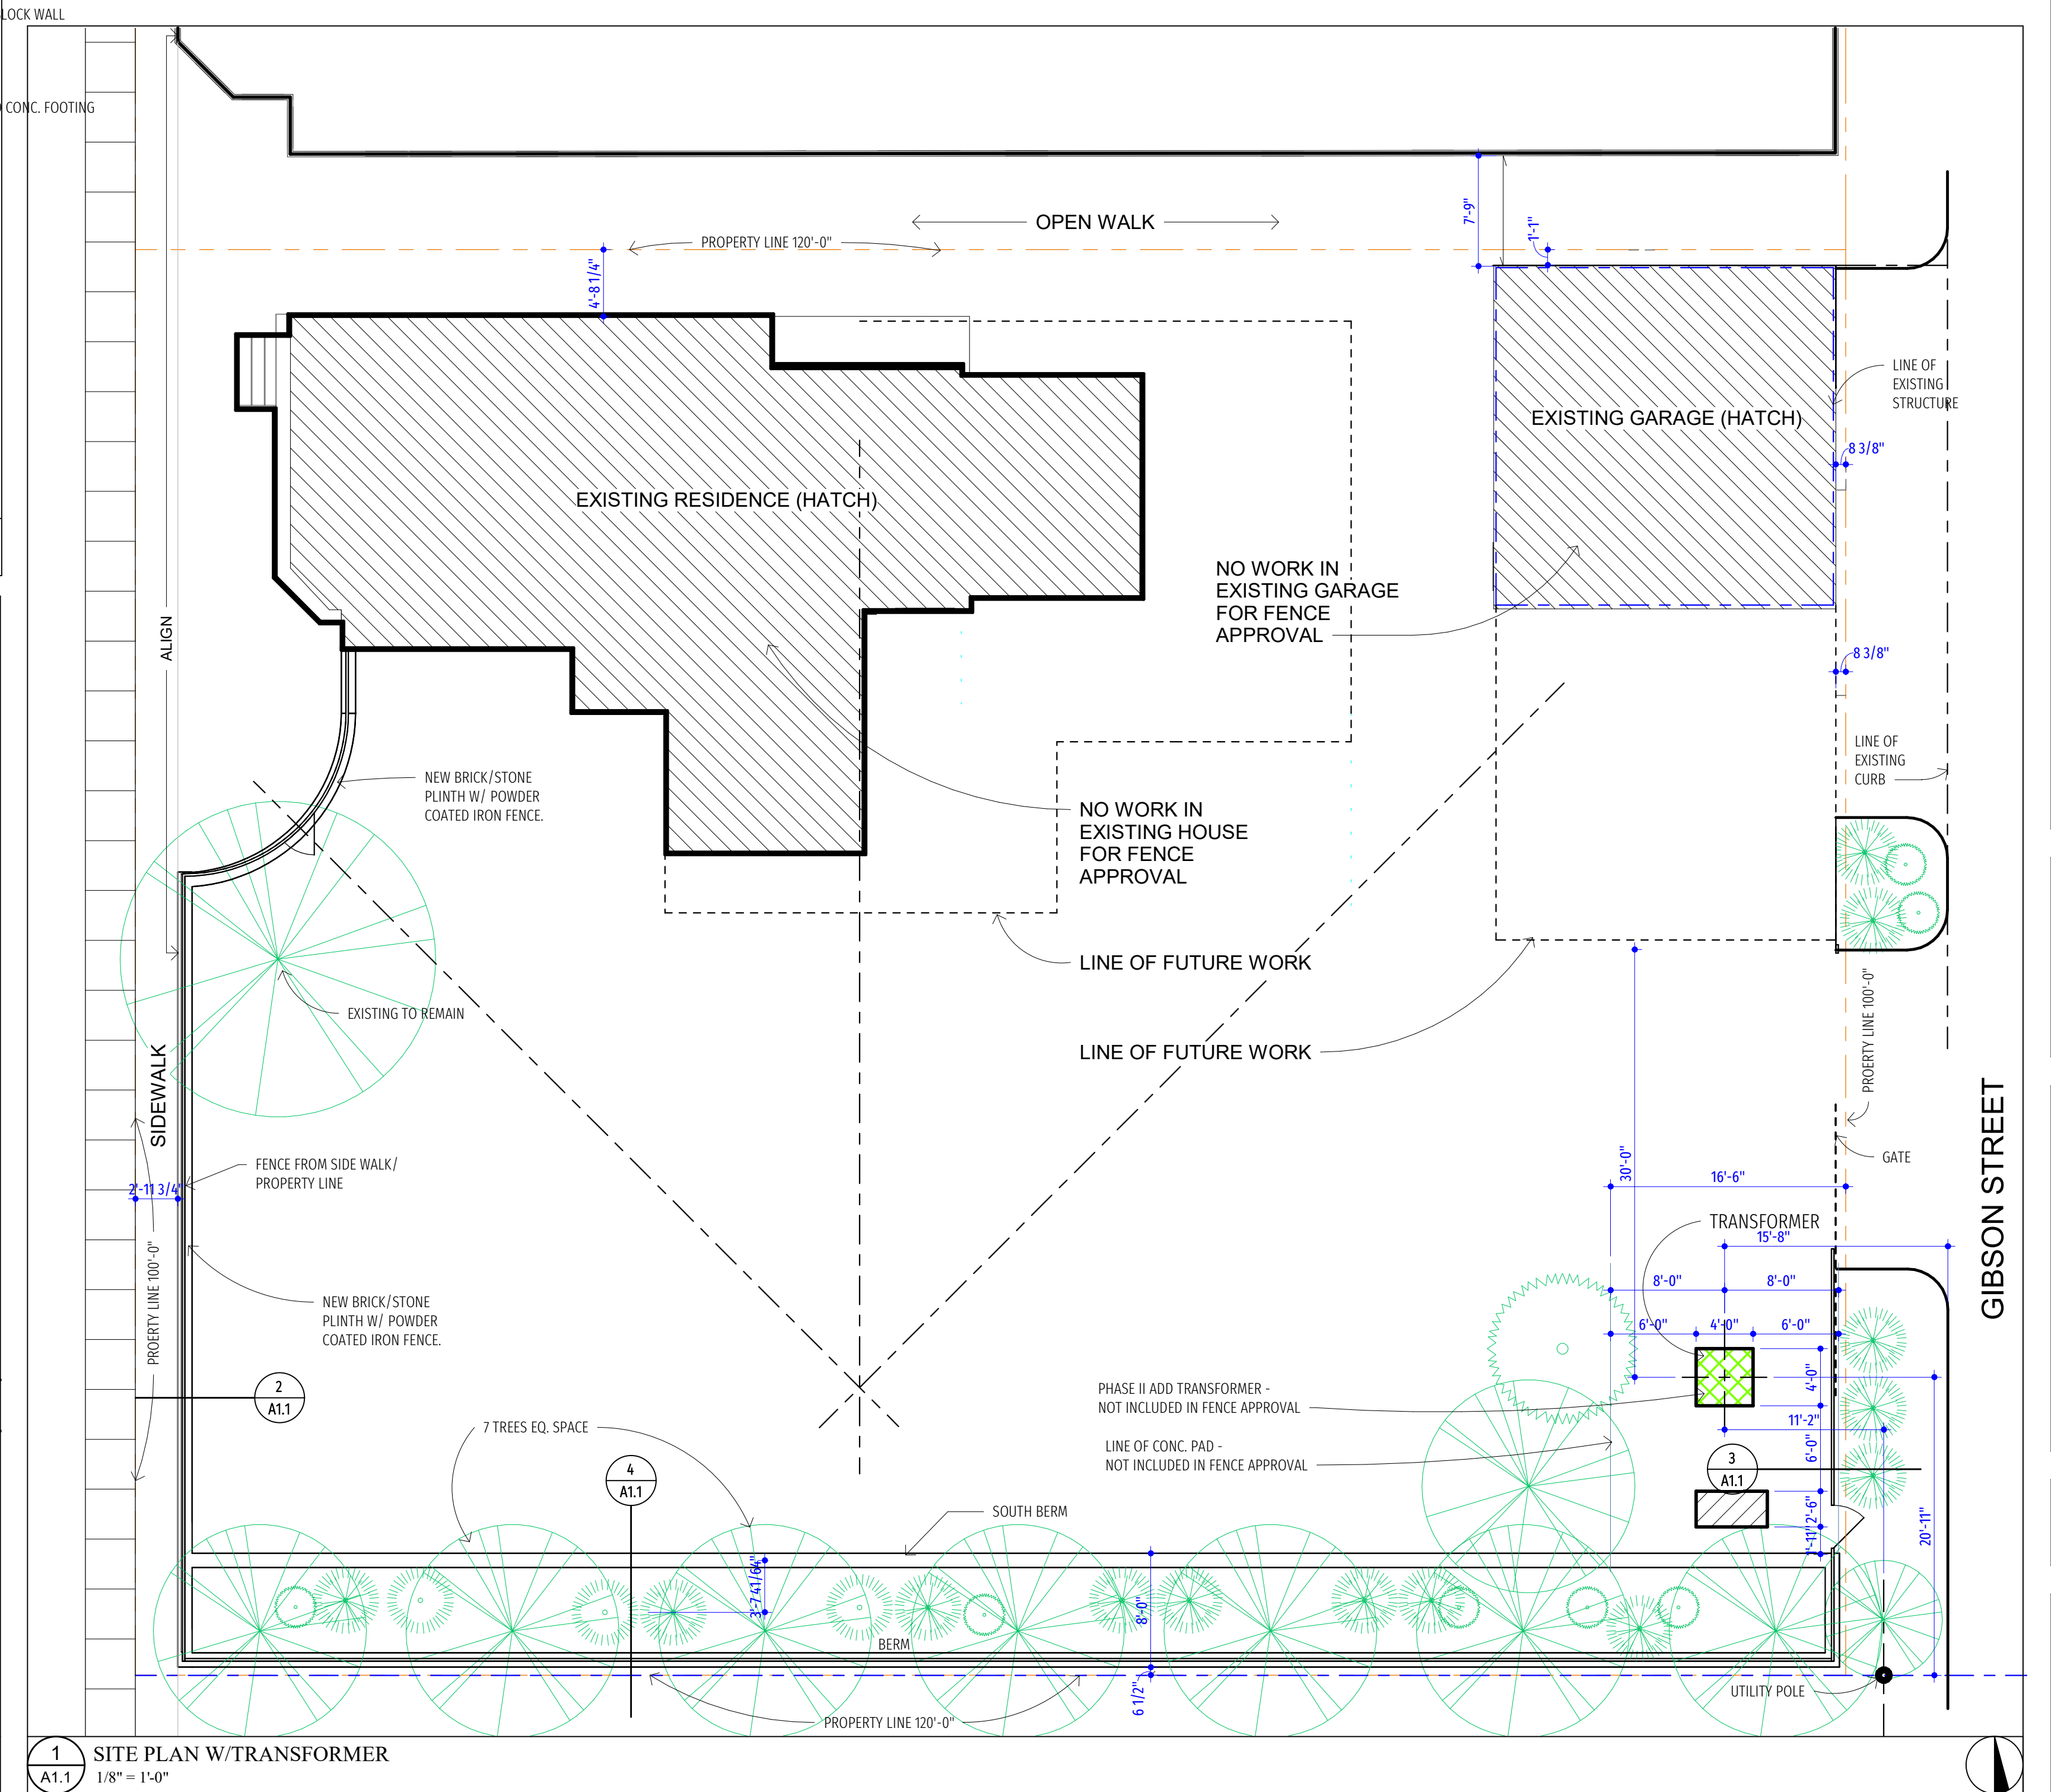 LOCK WALL
CONC. FOOTING
OPEN WALK
PROPERTY LINE 120'-0"
7'-9"
1'-1"
4'-8 1/4"
LINE OF
EXISTING
STRUCTURE
EXISTING GARAGE (HATCH)
8 3/8"
EXISTING RESIDENCE (HATCH)
NO WORK IN
EXISTING GARAGE
FOR FENCE
APPROVAL
ALIGN
8 3/8"
LINE OF
EXISTING
CURB
NEW BRICK/STONE
PLINTH W/ POWDER
COATED IRON FENCE.
NO WORK IN
EXISTING HOUSE
FOR FENCE
APPROVAL
LINE OF FUTURE WORK
EXISTING TO REMAIN
LINE OF FUTURE WORK
PROERTY LINE 100'-0"
SIDEWALK
GATE
GIBSON STREET
FENCE FROM SIDE WALK/
PROPERTY LINE
2'-11 3/4"
30'-0"
16'-6"
TRANSFORMER
15'-8"
PROERTY LINE 100'-0"
8'-0"
8'-0"
NEW BRICK/STONE
PLINTH W/ POWDER
COATED IRON FENCE.
6'-0"
4'-0"
6'-0"
4'-0"
2
A1.1
PHASE II ADD TRANSFORMER -
NOT INCLUDED IN FENCE APPROVAL
11'-2"
7 TREES EQ. SPACE
LINE OF CONC. PAD -
NOT INCLUDED IN FENCE APPROVAL
6'-0"
4
A1.1
3
A1.1
SOUTH BERM
2'-6"
1'-11"
20'-11"
3'-7 41/64"
8'-0"
BERM
6 1/2"
UTILITY POLE
PROPERTY LINE 120'-0"
1
A1.1
SITE PLAN W/TRANSFORMER
1/8" = 1'-0"